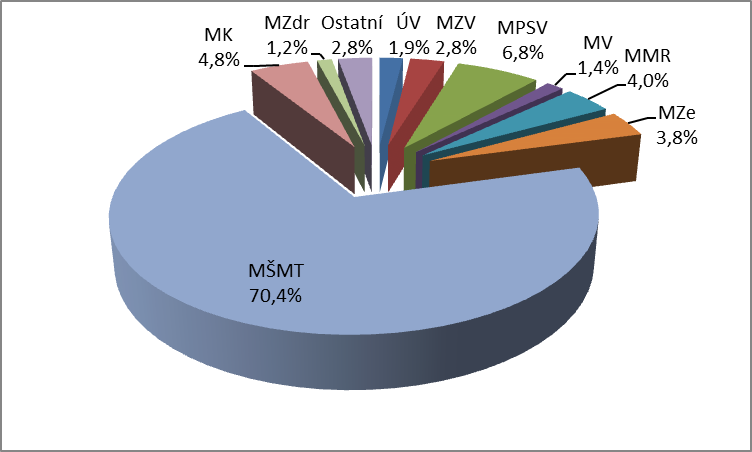 MK
4,8%
MZdr
1,2%
Ostatní
2,8%
ÚV
1,9%
MZV
2,8%
MPSV
6,8%
MV
1,4%
MMR
4,0%
MZe
3,8%
MŠMT
70,4%